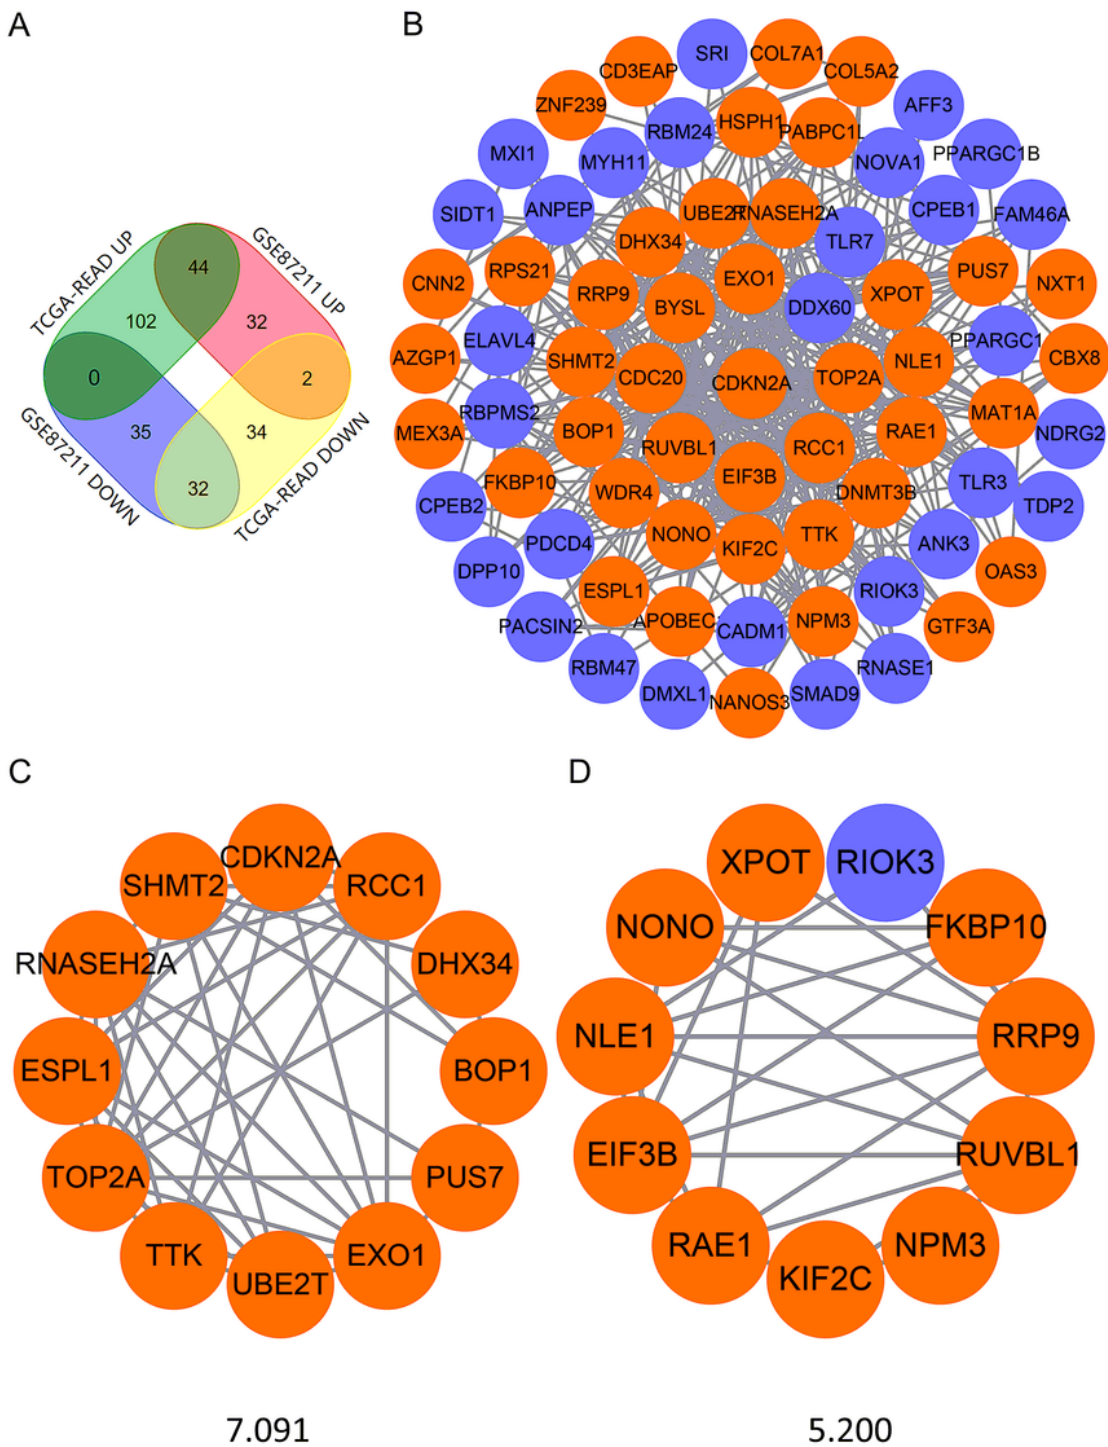 A
B
TCGA-READ UP
GSE87211 UP
44
102
32
0
2
35
34
32
GSE87211 DOWN
TCGA-READ DOWN
SRI
COL7A1
CD3EAP
COL5A2
ZNF239
AFF3
RBM24
HSPH1
PABPC1L
MXI1
MYH11
NOVA1
PPARGC1B
SIDT1
ANPEP
UBE2T
RNASEH2A
CPEB1
FAM46A
DHX34
TLR7
CNN2
RPS21
EXO1
PUS7
NXT1
RRP9
BYSL
DDX60
XPOT
ELAVL4
PPARGC1
AZGP1
SHMT2
CDC20
CDKN2A
TOP2A
NLE1
CBX8
RBPMS2
MAT1A
MEX3A
BOP1
RUVBL1
RCC1
RAE1
NDRG2
FKBP10
WDR4
EIF3B
DNMT3B
TLR3
CPEB2
TDP2
NONO
KIF2C
TTK
PDCD4
ANK3
DPP10
OAS3
ESPL1
RIOK3
PACSIN2
APOBEC
CADM1
NPM3
GTF3A
RBM47
RNASE1
DMXL1
NANOS3
SMAD9
C
D
CDKN2A
SHMT2
RCC1
RNASEH2A
DHX34
ESPL1
BOP1
TOP2A
PUS7
TTK
UBE2T
EXO1
7.091
XPOT
RIOK3
NONO
FKBP10
NLE1
RRP9
EIF3B
RUVBL1
RAE1
KIF2C
NPM3
5.200